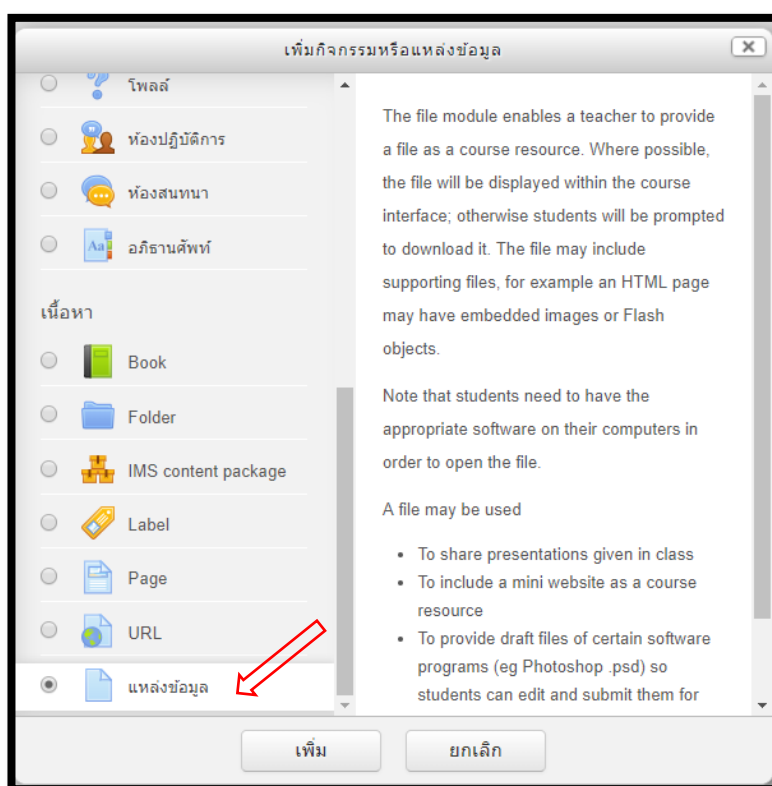 เพิ่มกิจกรรมหรือแหล่งข้อมูล
โพลล์
ห้องปฏิบัติการ
ห้องสนทนา
Aa
อภิธานศัพท์
เนื้อหา
Book
Folder
IMS content package
Label
Page
URL
แหล่งข้อมูล
The file module enables a teacher to provide
a file as a course resource. Where possible,
the file will be displayed within the course
interface; otherwise students will be prompted
to download it. The file may include
supporting files, for example an HTML page
may have embedded images or Flash
objects.
Note that students need to have the
appropriate software on their computers in
order to open the file.
A file may be used
• To share presentations given in class
• To include a mini website as a course
resource
• To provide draft files of certain software
programs (eg Photoshop .psd) so
students can edit and submit them for
เพิ่ม
ยกเลิก